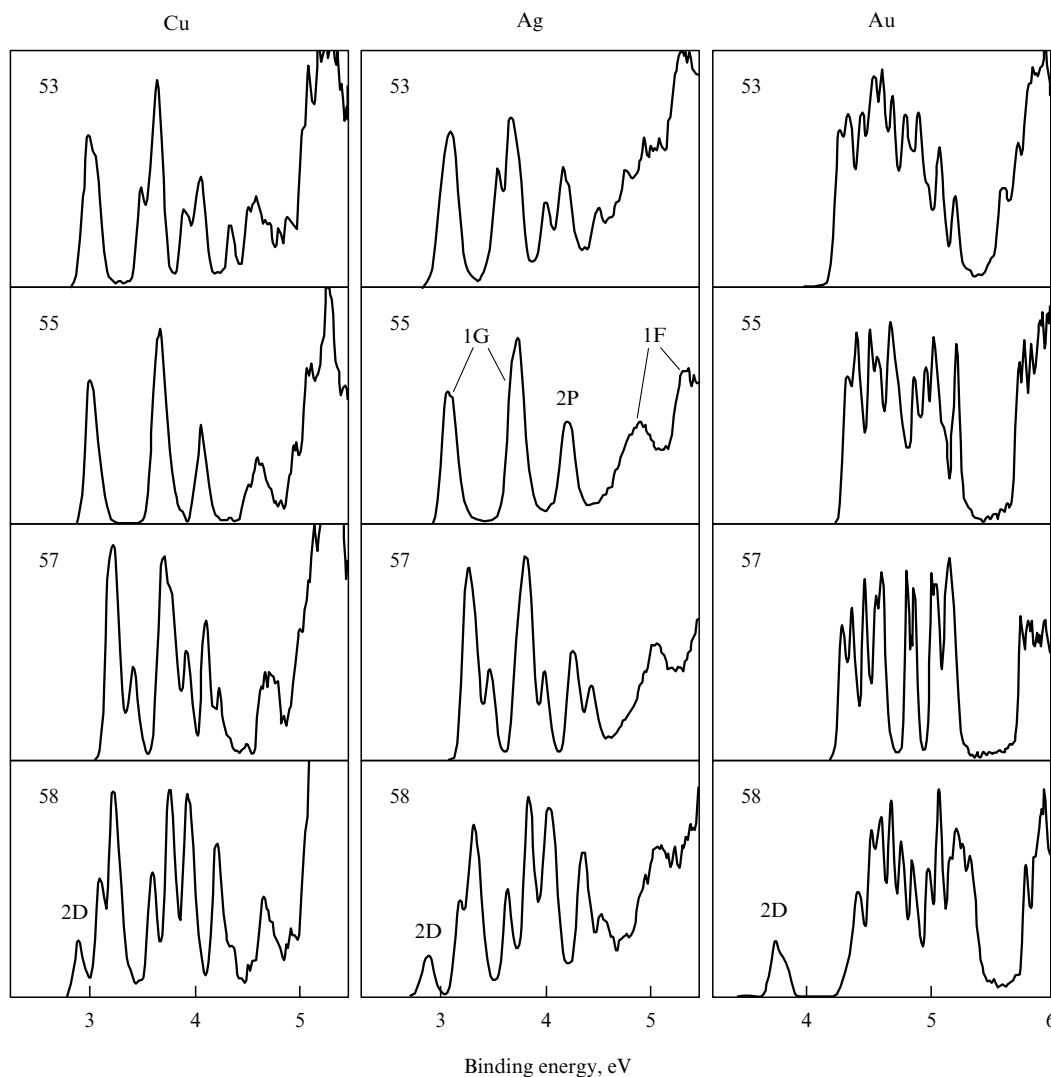 Cu Ag Au
53 53 53
55 55 55
1G 1F
2P
57 57 57
58 58 58
2D 2D 2D
3 4 5 3 4 5 4 5 6
Binding energy, eV